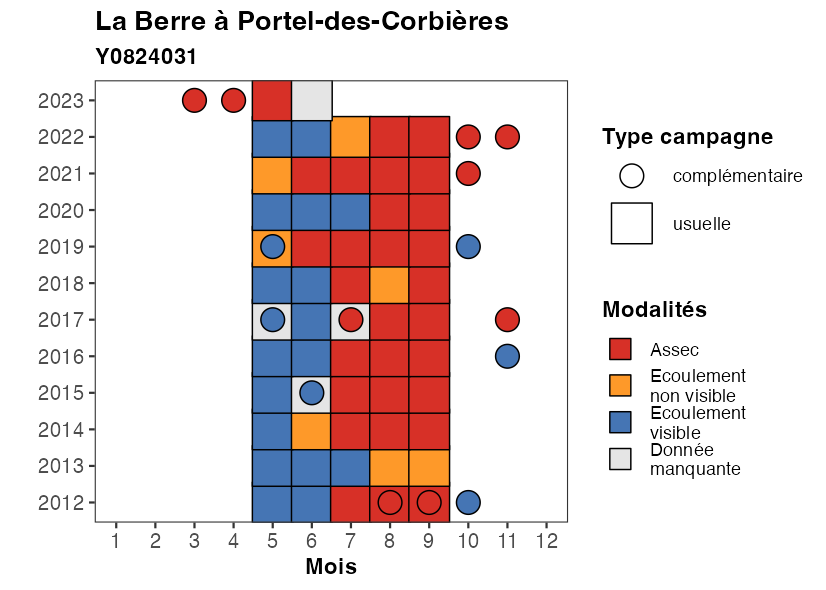 La Berre à Portel-des-Corbières
Y0824031
2023
2022
2021
2020
2019
2018
2017
2016
2015
2014
2013
2012
1 2 3 4 5 6 7 8 9 10 11 12
Mois
Type campagne
complémentaire
usuelle
Modalités
Assec
Ecoulement
non visible
Ecoulement
visible
Donnée
manquante